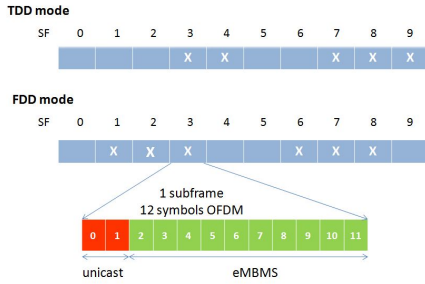 TDD mode
SF 0 1 2 3 4 5 6 7 8 9
X X X X X
FDD mode
SF 0 1 2 3 4 5 6 7 8 9
X X X X X X
1 subframe
12 symbols OFDM
0 1 2 3 4 5 6 7 8 9 10 11
unicast eMBMS